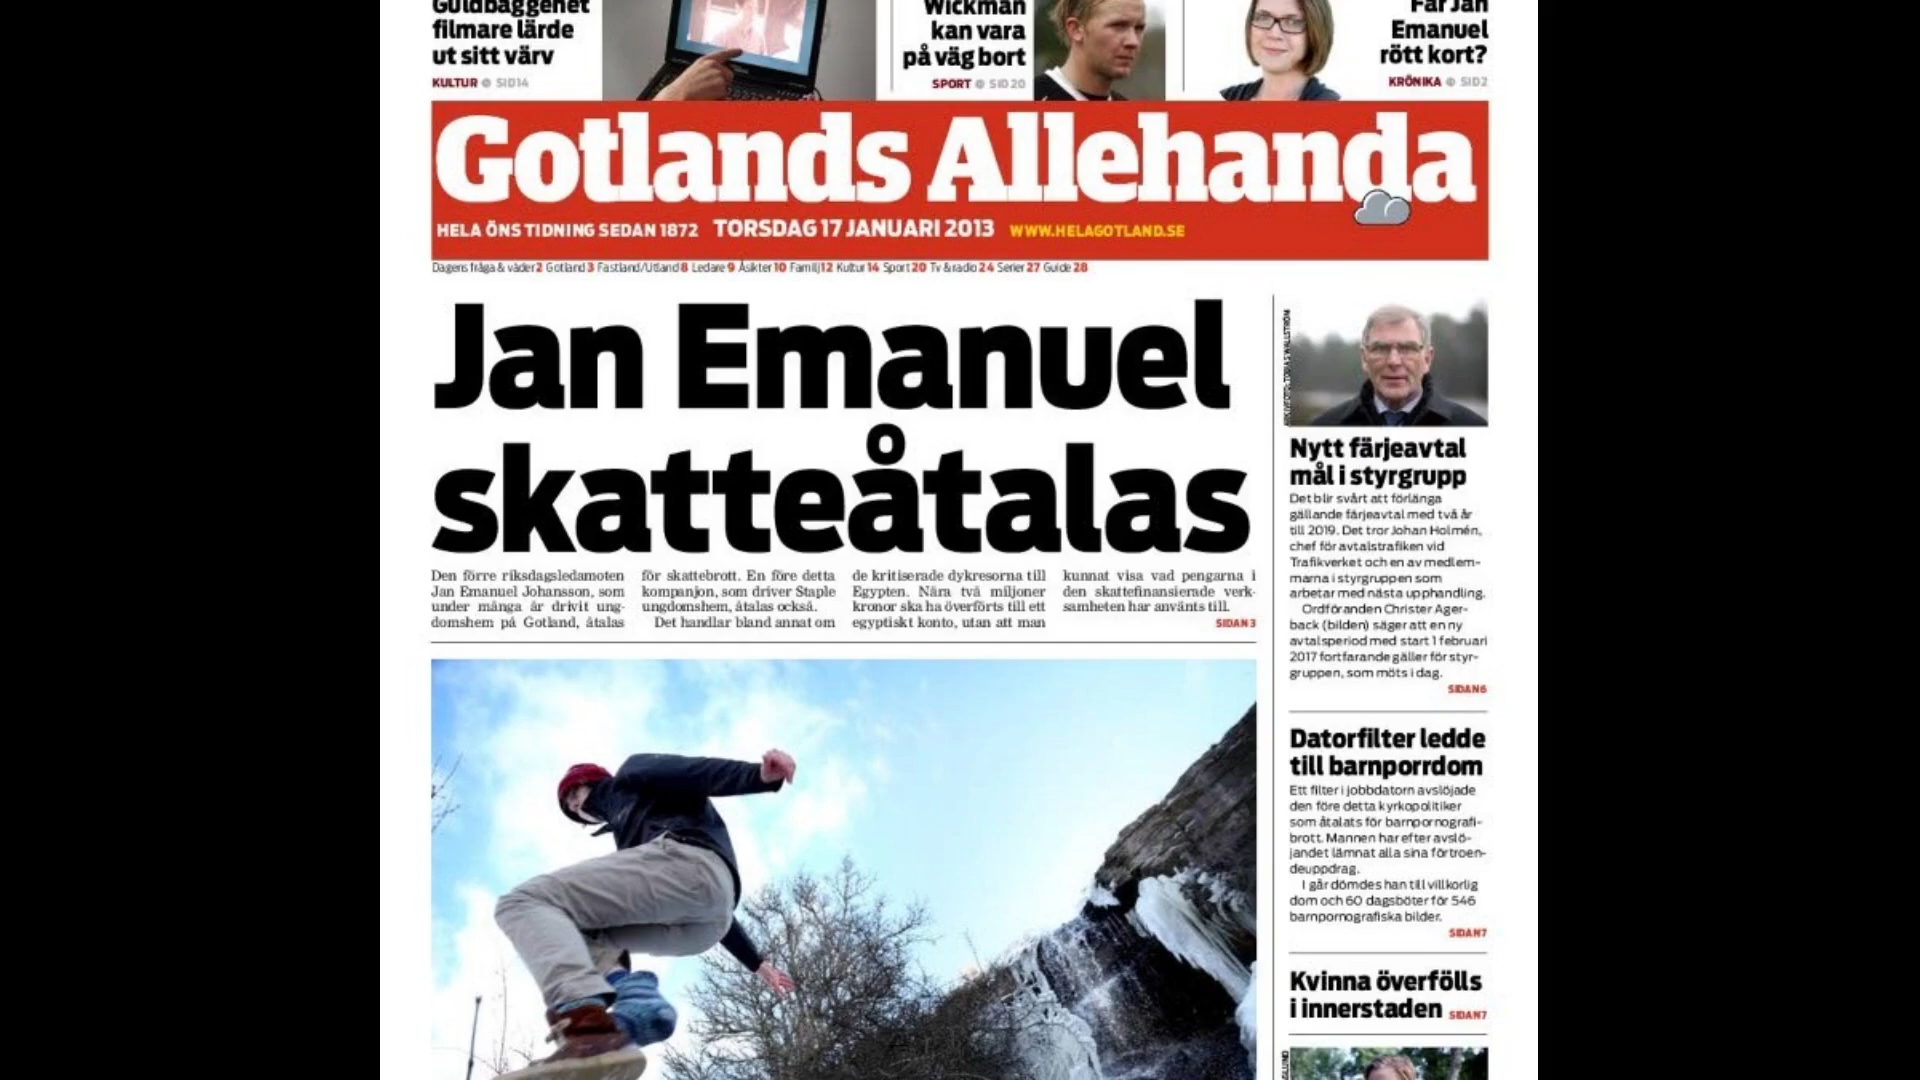 Guldbaggenet
filmare lärde
ut sitt värv
KULTUR @ SID14
Wickman
kan vara
på väg bort
SPORT @ SID20
Får Jan
Emanuel
rött kort?
KRÖNIKA @ SID2
Gotlands Allehanda
HELA ÖNS TIDNING SEDAN 1872 TORSDAG 17 JANUARI 2013 WWW.HELAGOTLAND.SE
Dagens fråga & väder 2 Gotland 3 Fastland/Utland 8 Ledare 9 Åsikter 10 Familj 12 Kultur 14 Sport 20 Tv & radio 24 Serier 27 Guide 28
Jan Emanuel
skatteåtalas
Den förre riksdagsledamoten
Jan Emanuel Johansson, som
under många år drivit ung-
domshem på Gotland, åtalas
för skattebrott. En före detta
kompanjon, som driver Staple
ungdomshem, åtalas också.
Det handlar bland annat om
de kritiserade dykresorna till
Egypten. Nära två miljoner
kronor ska ha överförts till ett
egyptiskt konto, utan att man
kunnat visa vad pengarna i
den skattefinansierade verk-
samheten har använts till.
SIDAN 3
Nytt färjeavtal
mål i styrgrupp
Det blir svårt att förlänga
gällande färjeavtal med två år
till 2019. Det tror Johan Holmén,
chef för avtalstrafiken vid
Trafikverket och en av medlem-
marna i styrgruppen som
arbetar med nästa upphandling.
Ordföranden Christer Ager-
back (bilden) säger att en ny
avtalsperiod med start 1 februari
2017 fortfarande gäller för styr-
gruppen, som möts i dag.
SIDAN 6
Datorfilter ledde
till barnporrdom
Ett filter i jobbdatorn avslöjade
den före detta kyrkopolitiker
som åtalats för barnpornografi-
brott. Mannen har efter avslö-
jandet lämnat alla sina förtroen-
deuppdrag.
I går dömdes han till villkorlig
dom och 60 dagsböter för 546
barnpornografiska bilder.
SIDAN 7
Kvinna överfölls
i innerstaden SIDAN 7